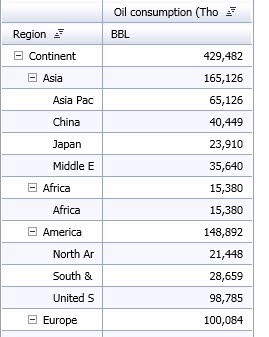 Oil consumption (Tho
Region BBL
Continent 429,482
Asia 165,126
Asia Pac 65,126
China 40,449
Japan 23,910
Middle E 35,640
Africa 15,380
Africa 15,380
America 148,892
North Ar 21,448
South & 28,659
United S 98,785
Europe 100,084